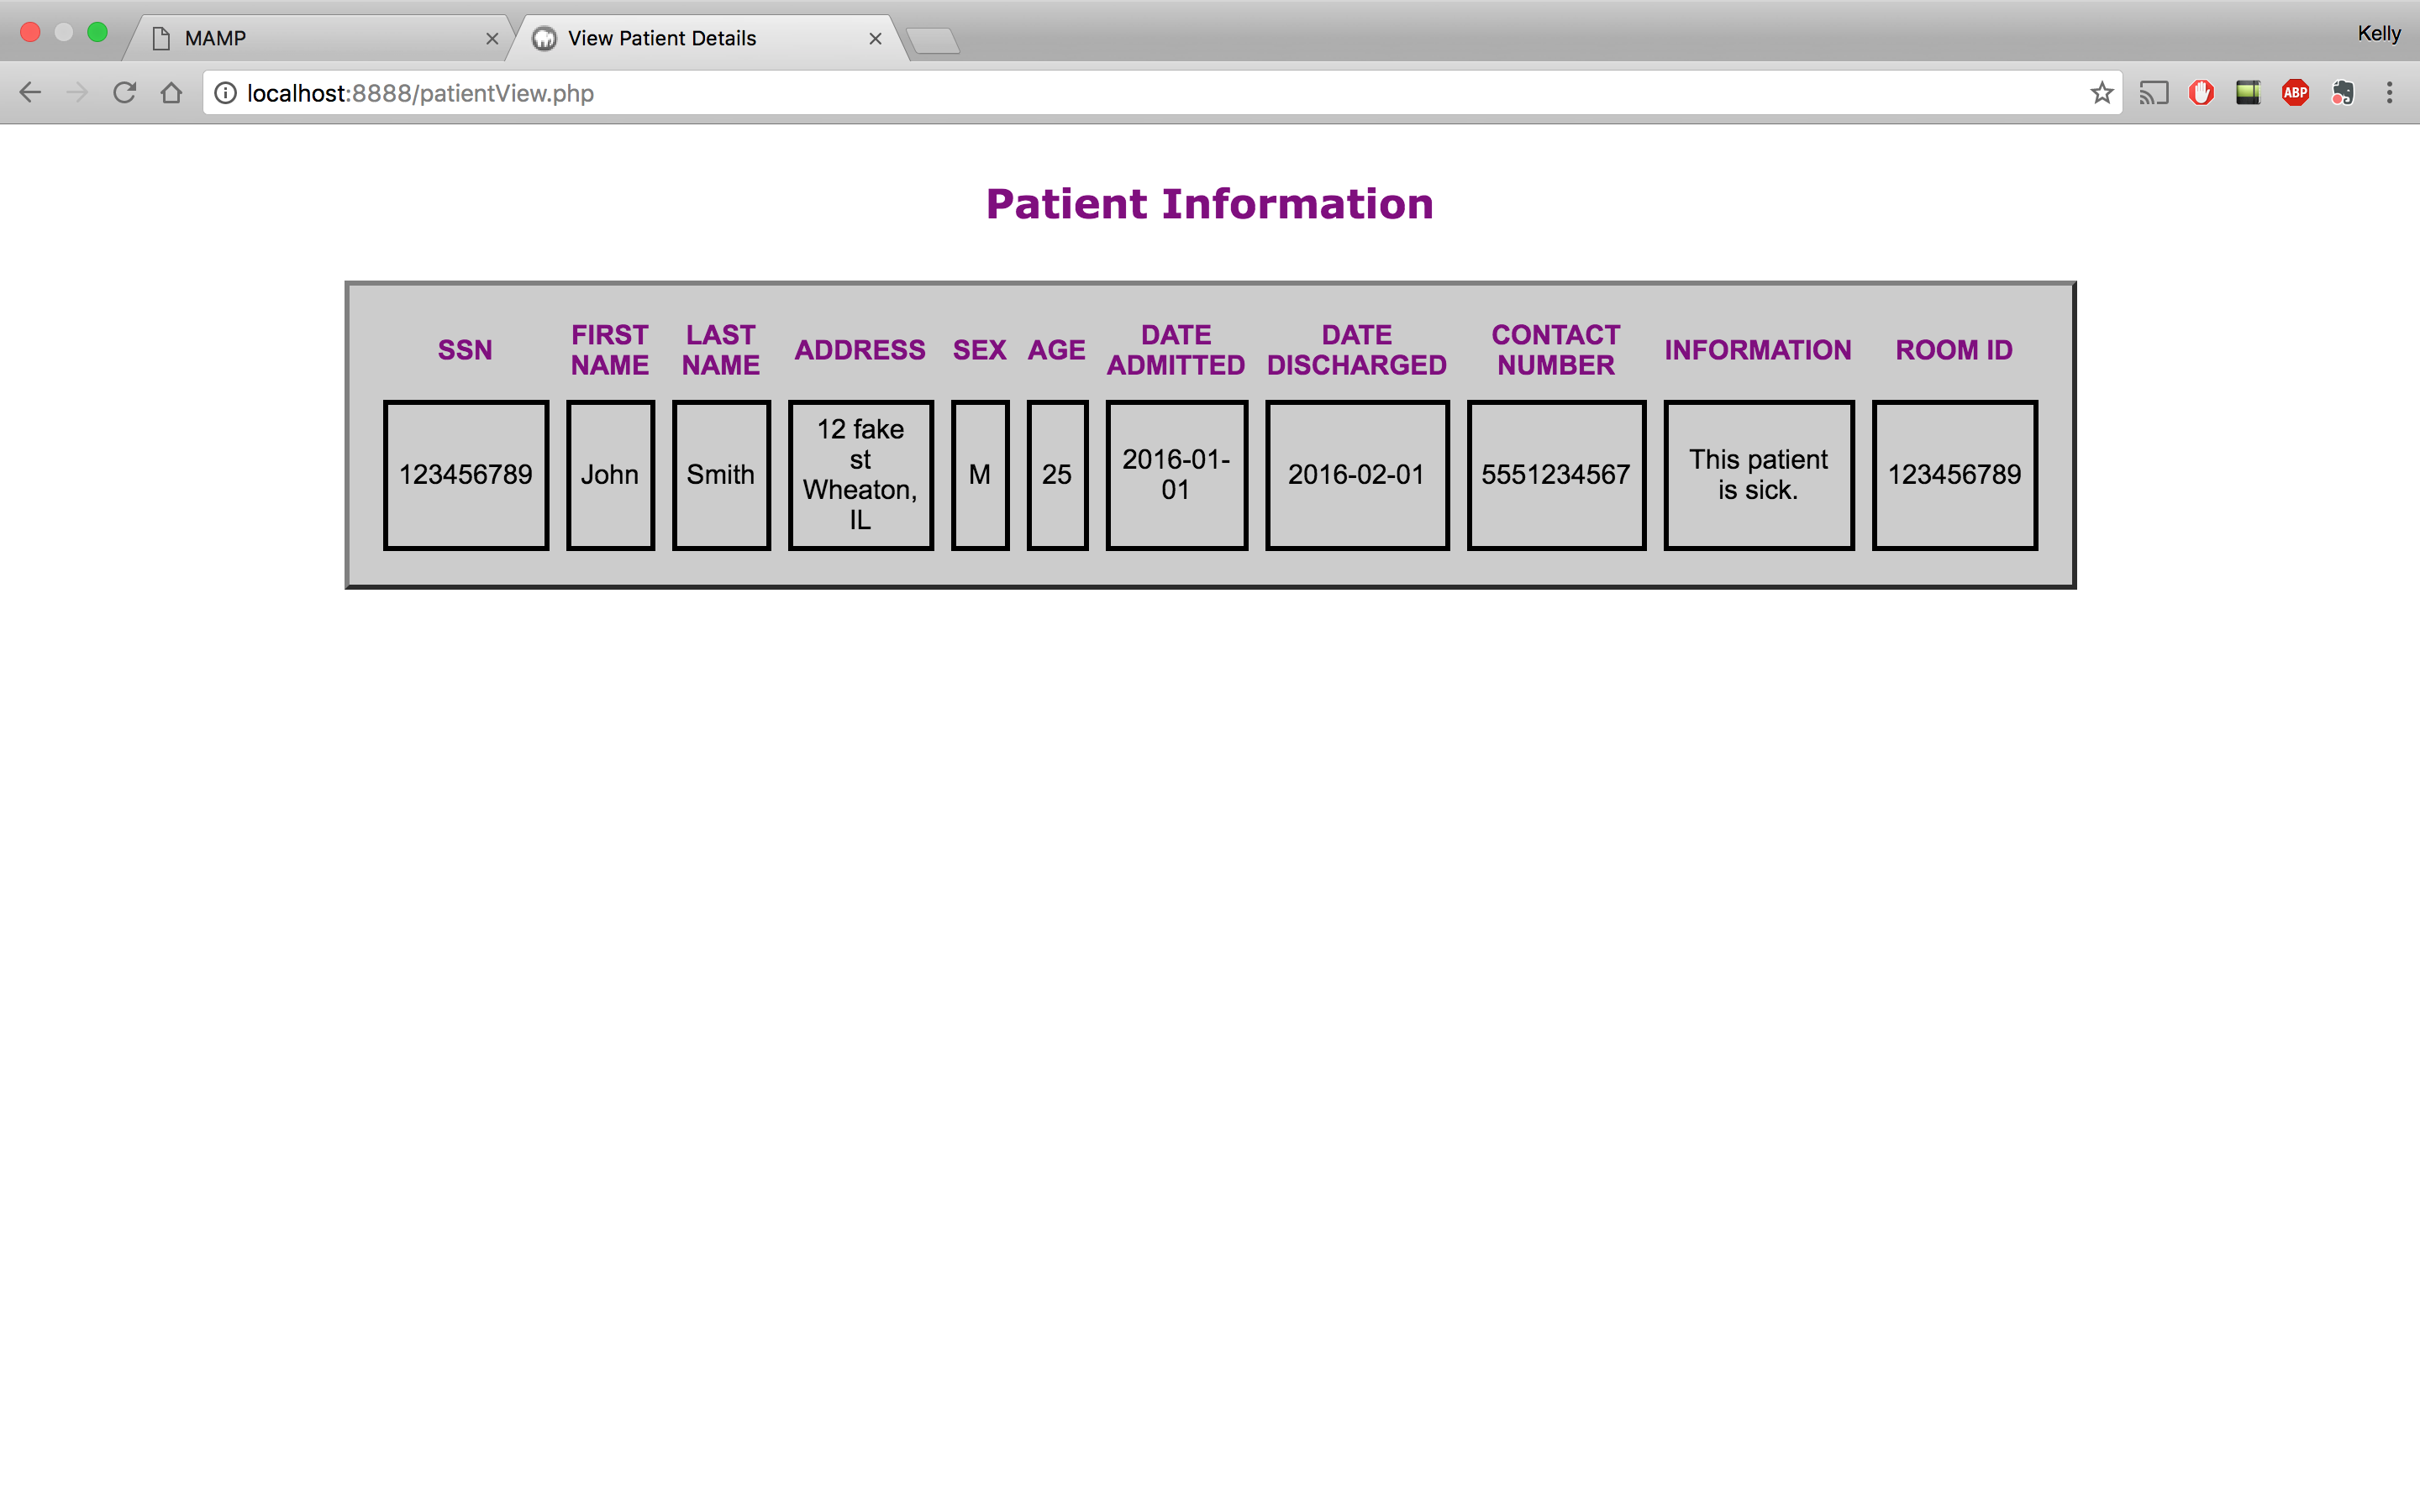 MAMP
View Patient Details
Kelly
localhost:8888/patientView.php
ABP
Patient Information
SSN
FIRST
NAME
LAST
NAME
ADDRESS
SEX
AGE
DATE
ADMITTED
DATE
DISCHARGED
CONTACT
NUMBER
INFORMATION
ROOM ID
123456789
John
Smith
12 fake
st
Wheaton,
IL
M
25
2016-01-
01
2016-02-01
5551234567
This patient
is sick.
123456789